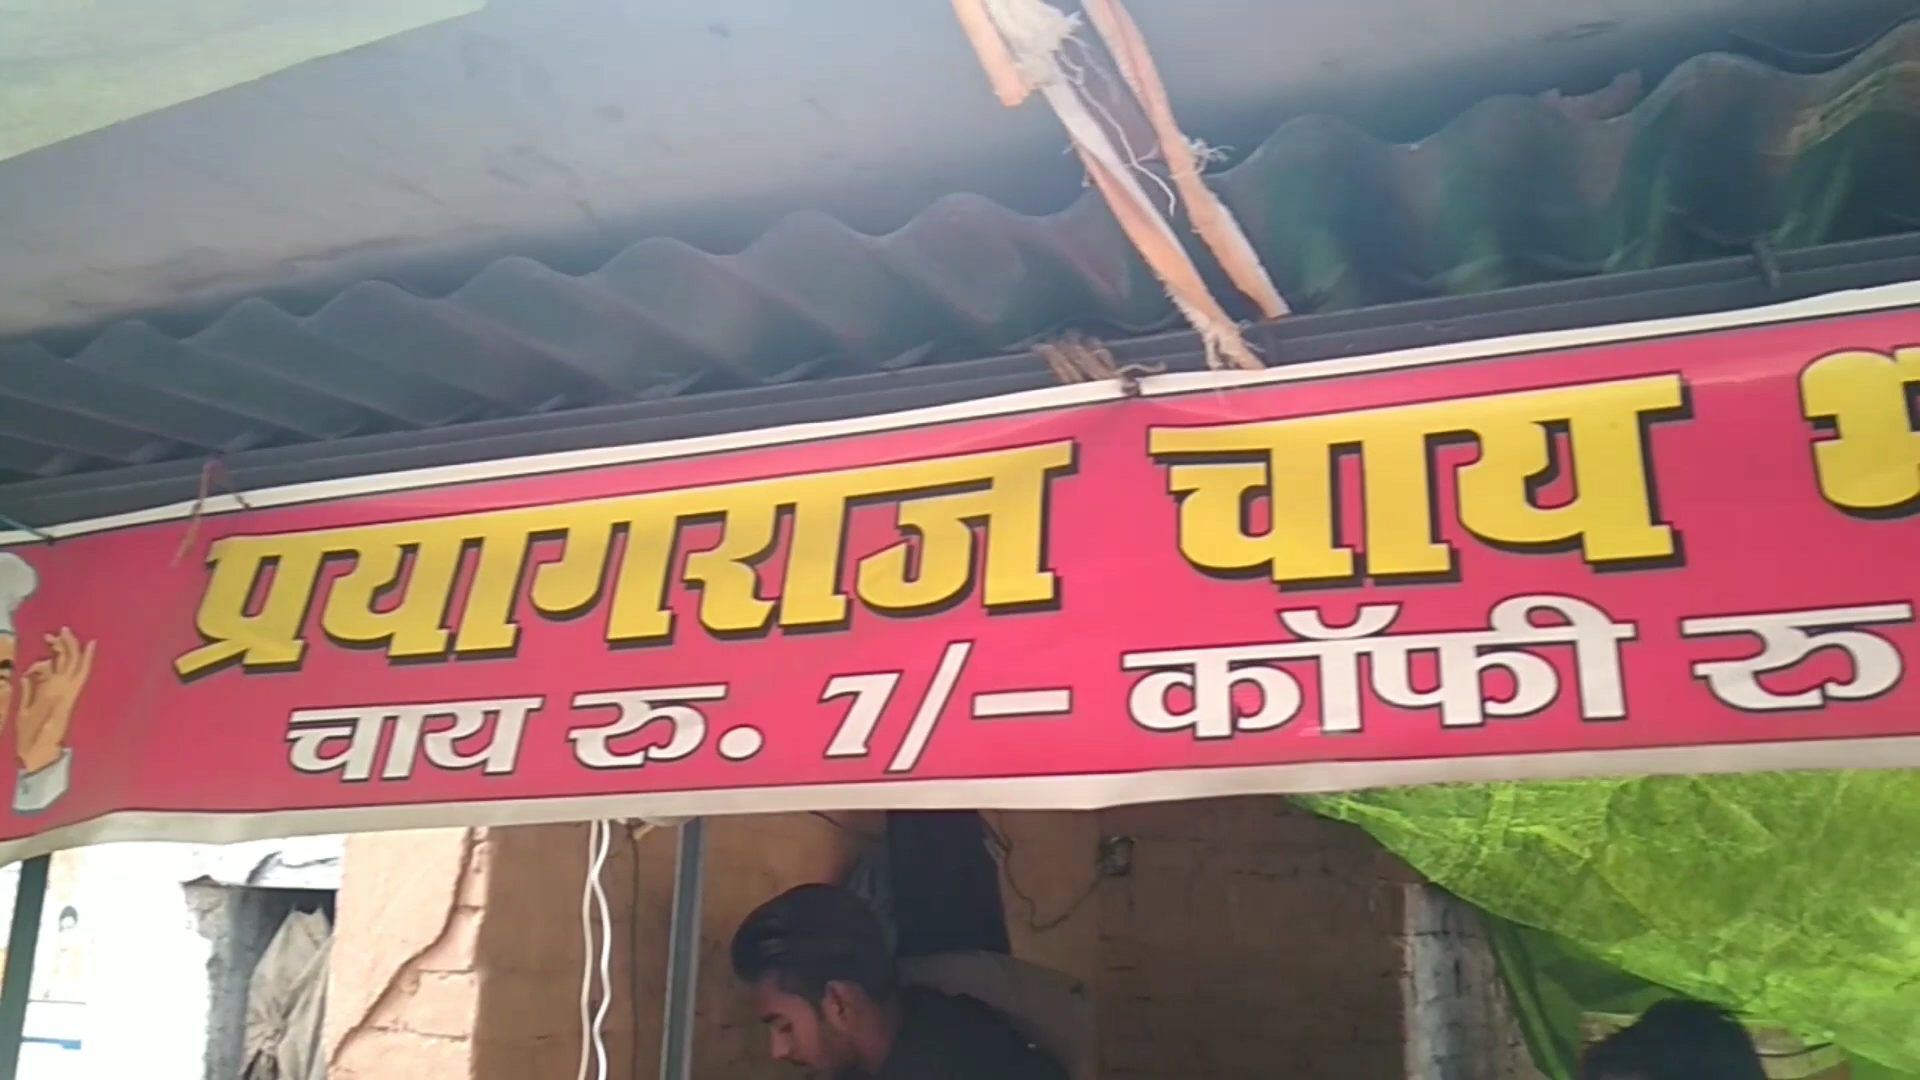 प्रयागराज चाय
चाय रु. 7/- कॉफी रु